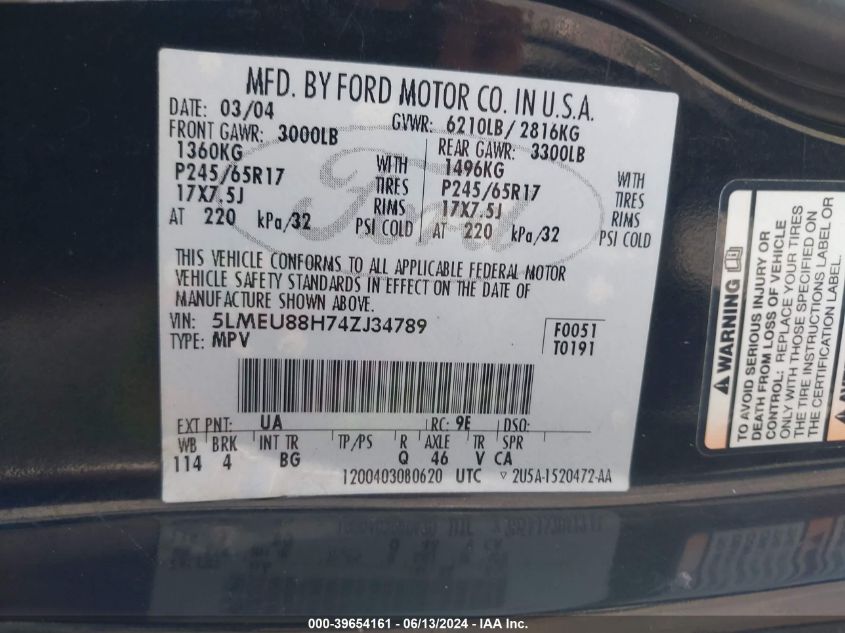 MFD. BY FORD MOTOR CO. IN U.S.A.
DATE: 03/04 GVWR: 6210LB/ 2816KG
FRONT GAWR: 3000LB REAR GAWR: 3300LB
1360KG WITH 1496KG WITH
P245/65R17 TIRES P245/65R17 TIRES
17X7.5J RIMS 17X7.5J RIMS
AT 220 kPa/32 PSI COLD AT 220 kPa/32 PSI COLD
Ford
THIS VEHICLE CONFORMS TO ALL APPLICABLE FEDERAL MOTOR
VEHICLE SAFETY STANDARDS IN EFFECT ON THE DATE OF
MANUFACTURE SHOWN ABOVE.
VIN: 5LMEU88H74ZJ34789 F0051
TYPE: MPV T0191
EXT PNT: UA RC: 9E DSO:
WB BRK INT TR TP/PS R AXLE TR SPR
114 4 BG Q 46 V CA
1200403080620 UTC ▽ 2U5A-1520472-AA
WARNING
TO AVOID SERIOUS INJURY OR
DEATH FROM LOSS OF VEHICLE
CONTROL: REPLACE YOUR TIRES
ONLY WITH THOSE SPECIFIED ON
THE TIRE INSTRUCTIONS LABEL OR
THE CERTIFICATION LABEL.
000-39654161 - 06/13/2024 - IAA Inc.